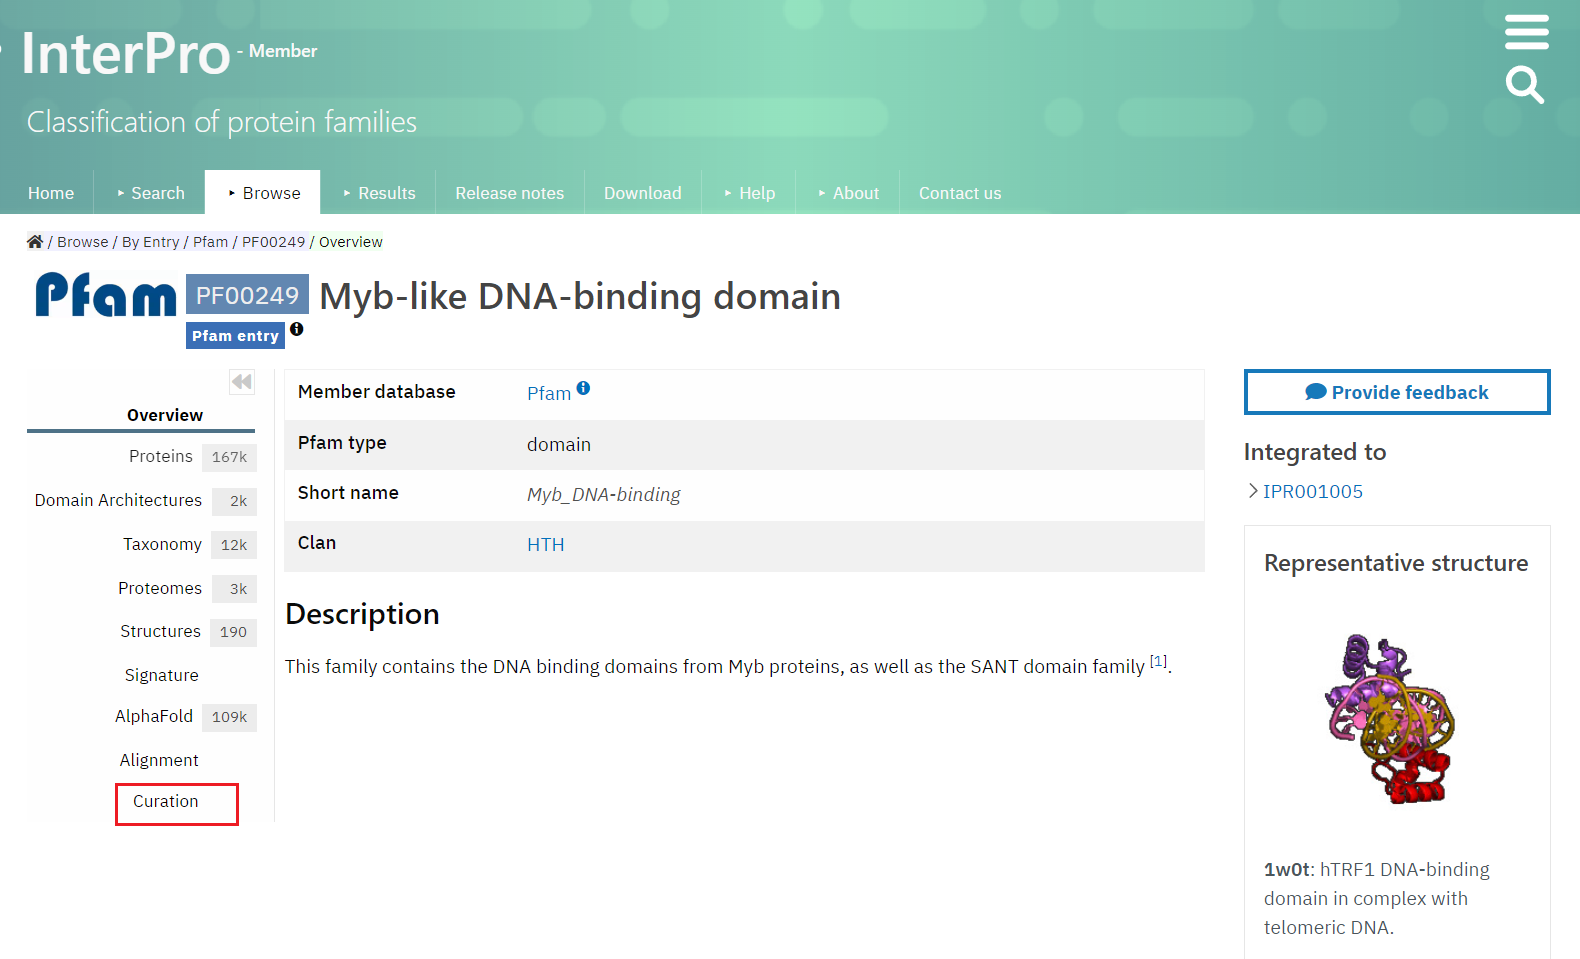 InterPro - Member
Classification of protein families
Home Search Browse Results Release notes Download Help About Contact us
/ Browse / By Entry / Pfam / PF00249 / Overview
Pfam PF00249 Myb-like DNA-binding domain
Pfam entry
Overview
Proteins 167k
Domain Architectures 2k
Taxonomy 12k
Proteomes 3k
Structures 190
Signature
AlphaFold 109k
Alignment
Curation
Member database Pfam
Pfam type domain
Short name Myb_DNA-binding
Clan HTH
Description
This family contains the DNA binding domains from Myb proteins, as well as the SANT domain family [1].
Provide feedback
Integrated to
IPR001005
Representative structure
1w0t: hTRF1 DNA-binding
domain in complex with
telomeric DNA.